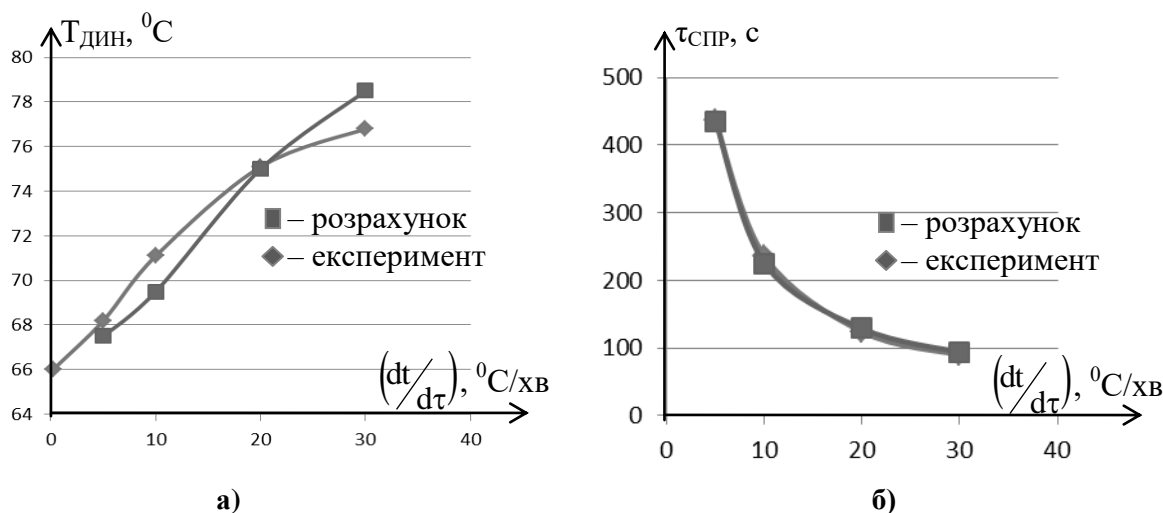 T_ДИН, ⁰C
80
78
76
74
72
70
68
66
64
0
10
20
30
40
– розрахунок
– експеримент
(dt/dτ), ⁰C/хв
а)
τ_СПР, с
500
400
300
200
100
0
0
10
20
30
40
– розрахунок
– експеримент
(dt/dτ), ⁰C/хв
б)